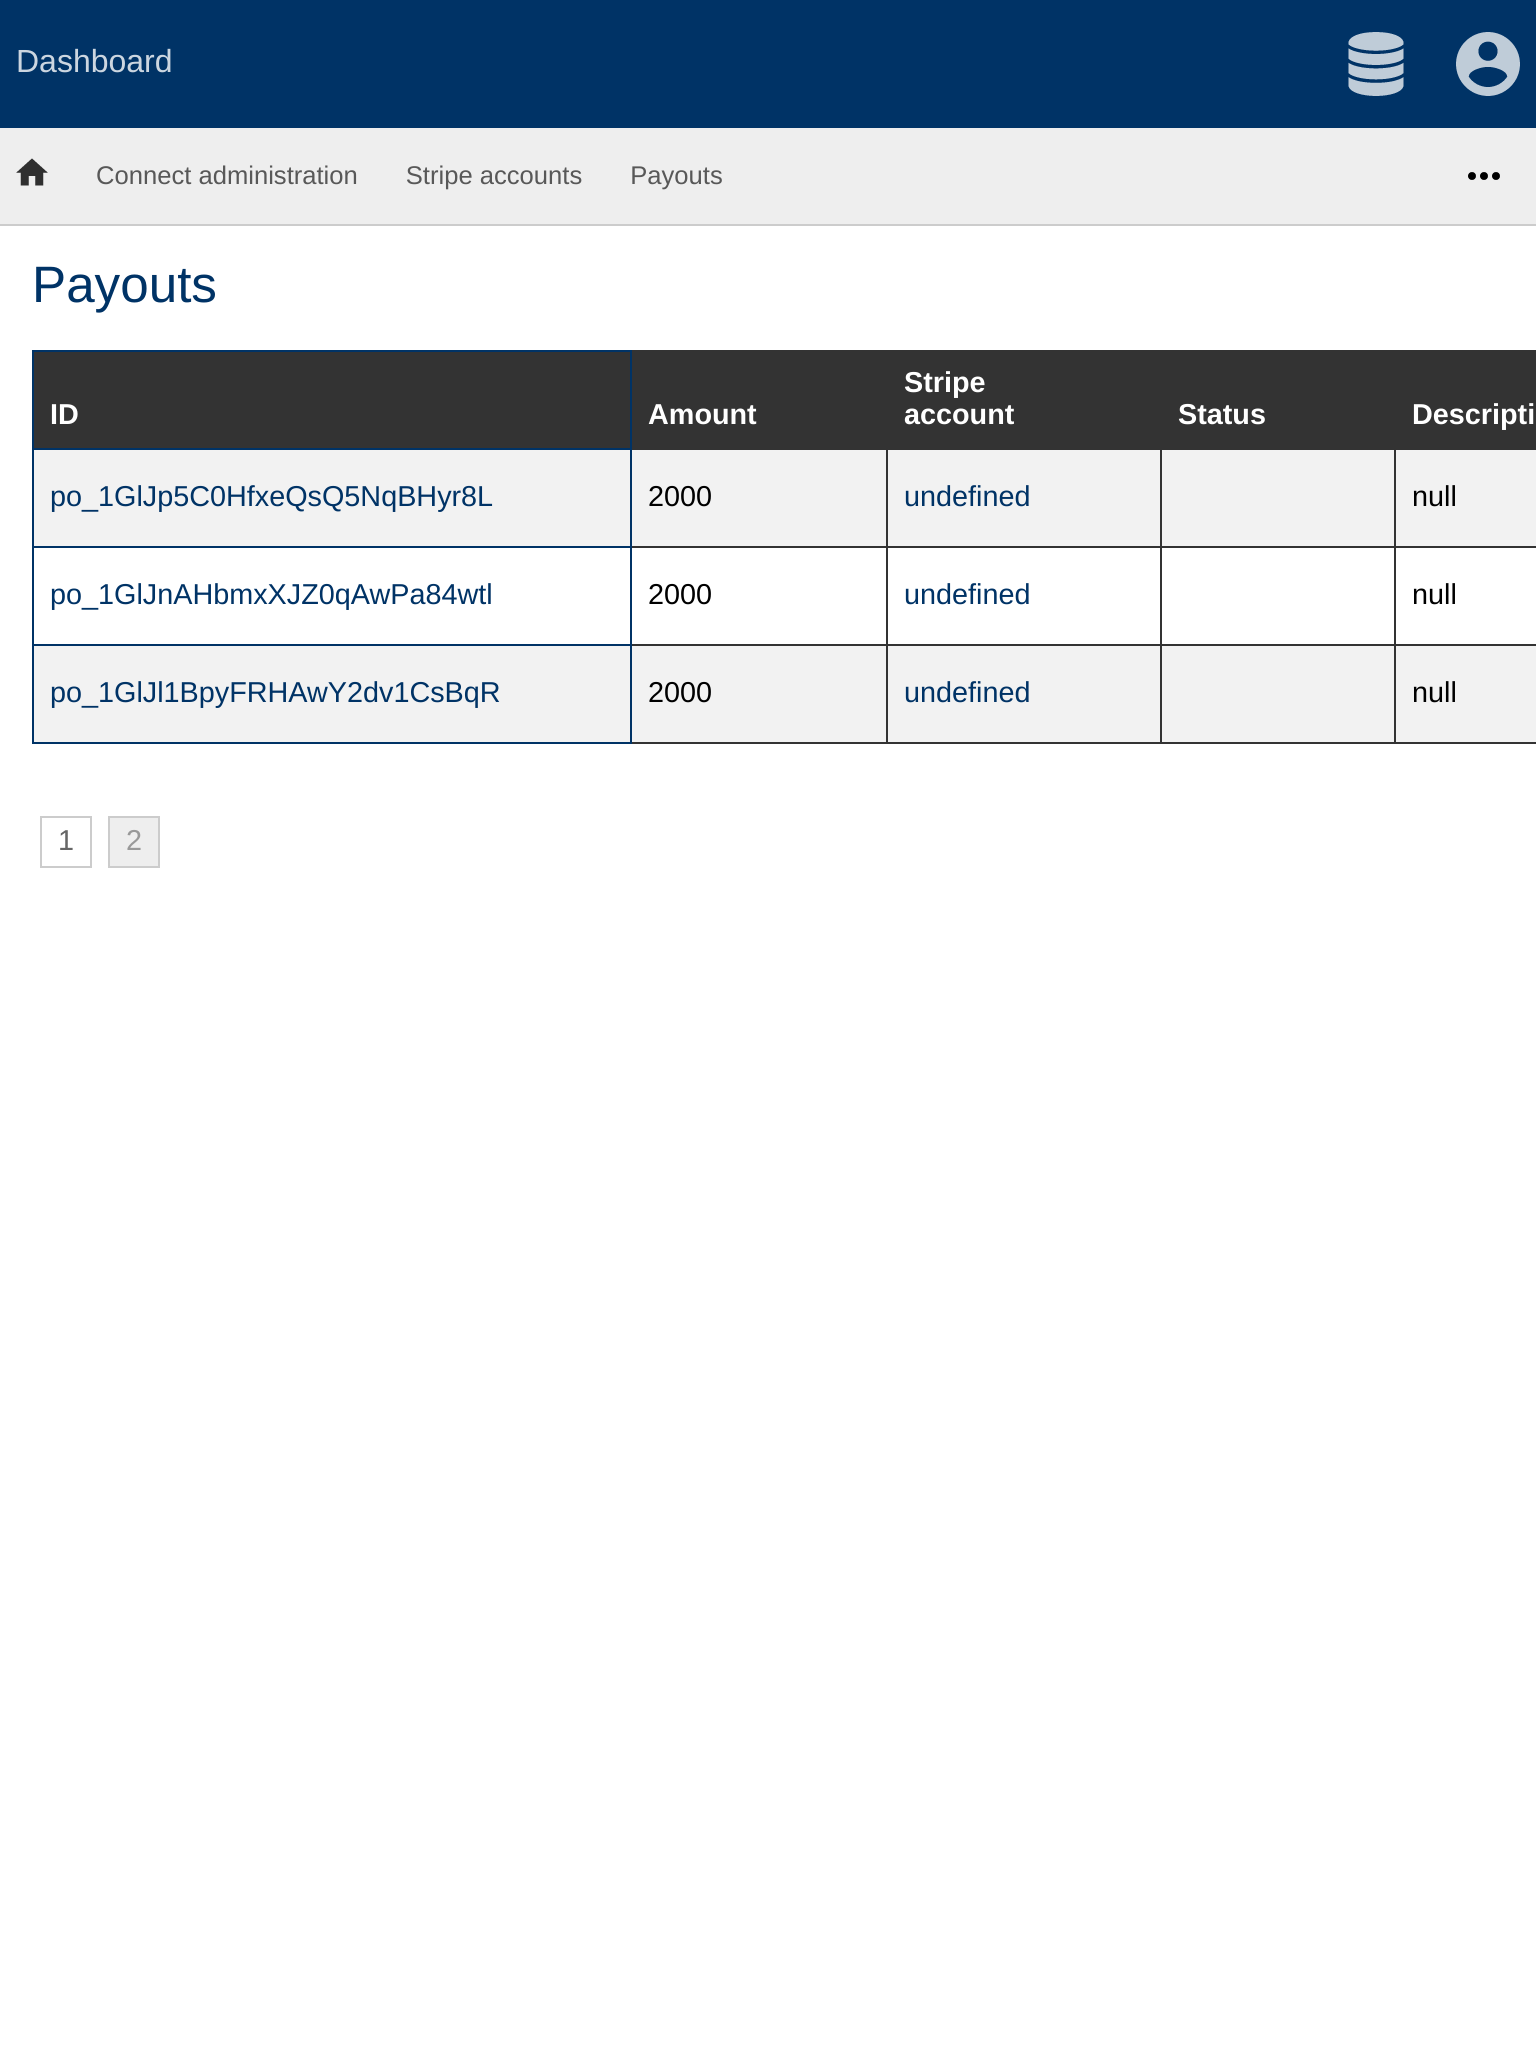 Dashboard
Connect administration Stripe accounts Payouts
Payouts
ID Amount Stripe account Status Descripti
po_1GlJp5C0HfxeQsQ5NqBHyr8L 2000 undefined null
po_1GlJnAHbmxXJZ0qAwPa84wtl 2000 undefined null
po_1GlJl1BpyFRHAwY2dv1CsBqR 2000 undefined null
1 2